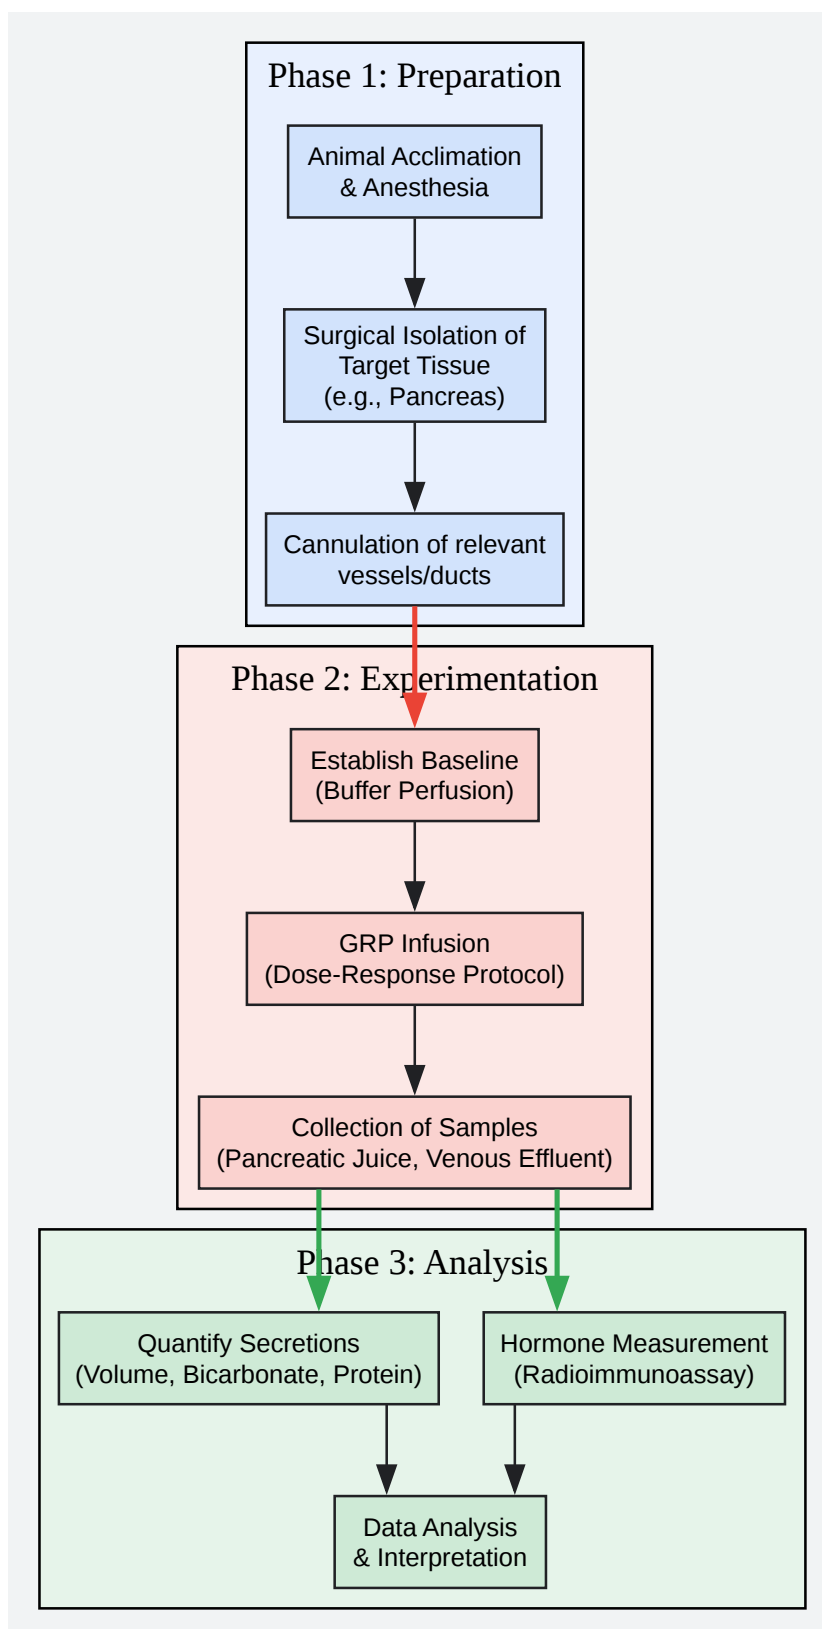 Phase 1: Preparation
Animal Acclimation
& Anesthesia
Surgical Isolation of
Target Tissue
(e.g., Pancreas)
Cannulation of relevant
vessels/ducts
Phase 2: Experimentation
Establish Baseline
(Buffer Perfusion)
GRP Infusion
(Dose-Response Protocol)
Collection of Samples
(Pancreatic Juice, Venous Effluent)
Phase 3: Analysis
Quantify Secretions
(Volume, Bicarbonate, Protein)
Hormone Measurement
(Radioimmunoassay)
Data Analysis
& Interpretation